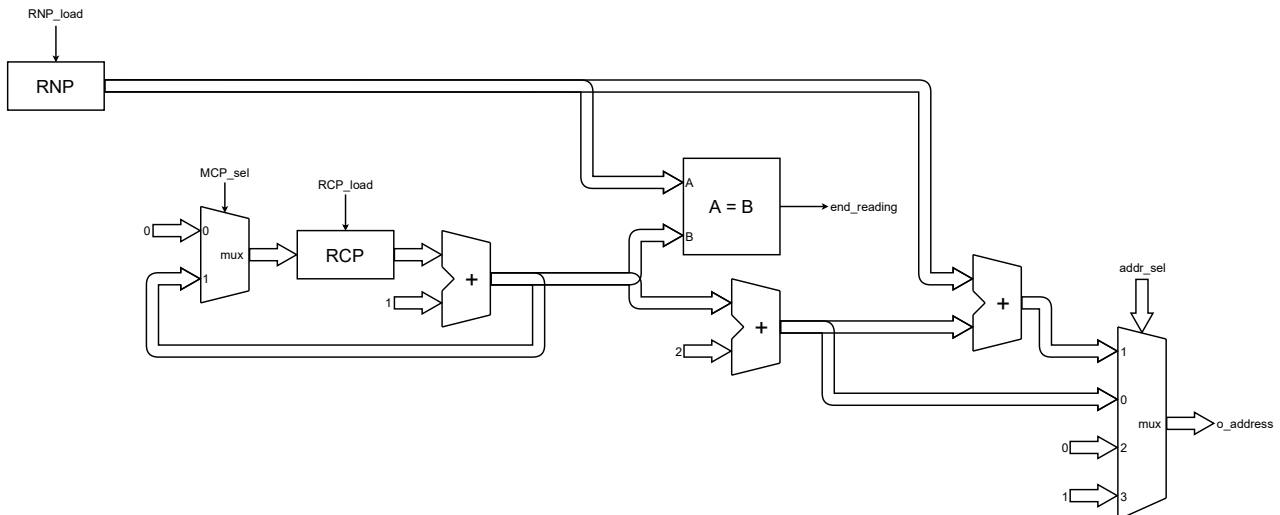 RNP_load
RNP
MCP_sel
RCP_load
A
A = B
end_reading
B
0
0
mux
RCP
1
+
1
addr_sel
+
+
2
1
0
mux
o_address
0
2
1
3